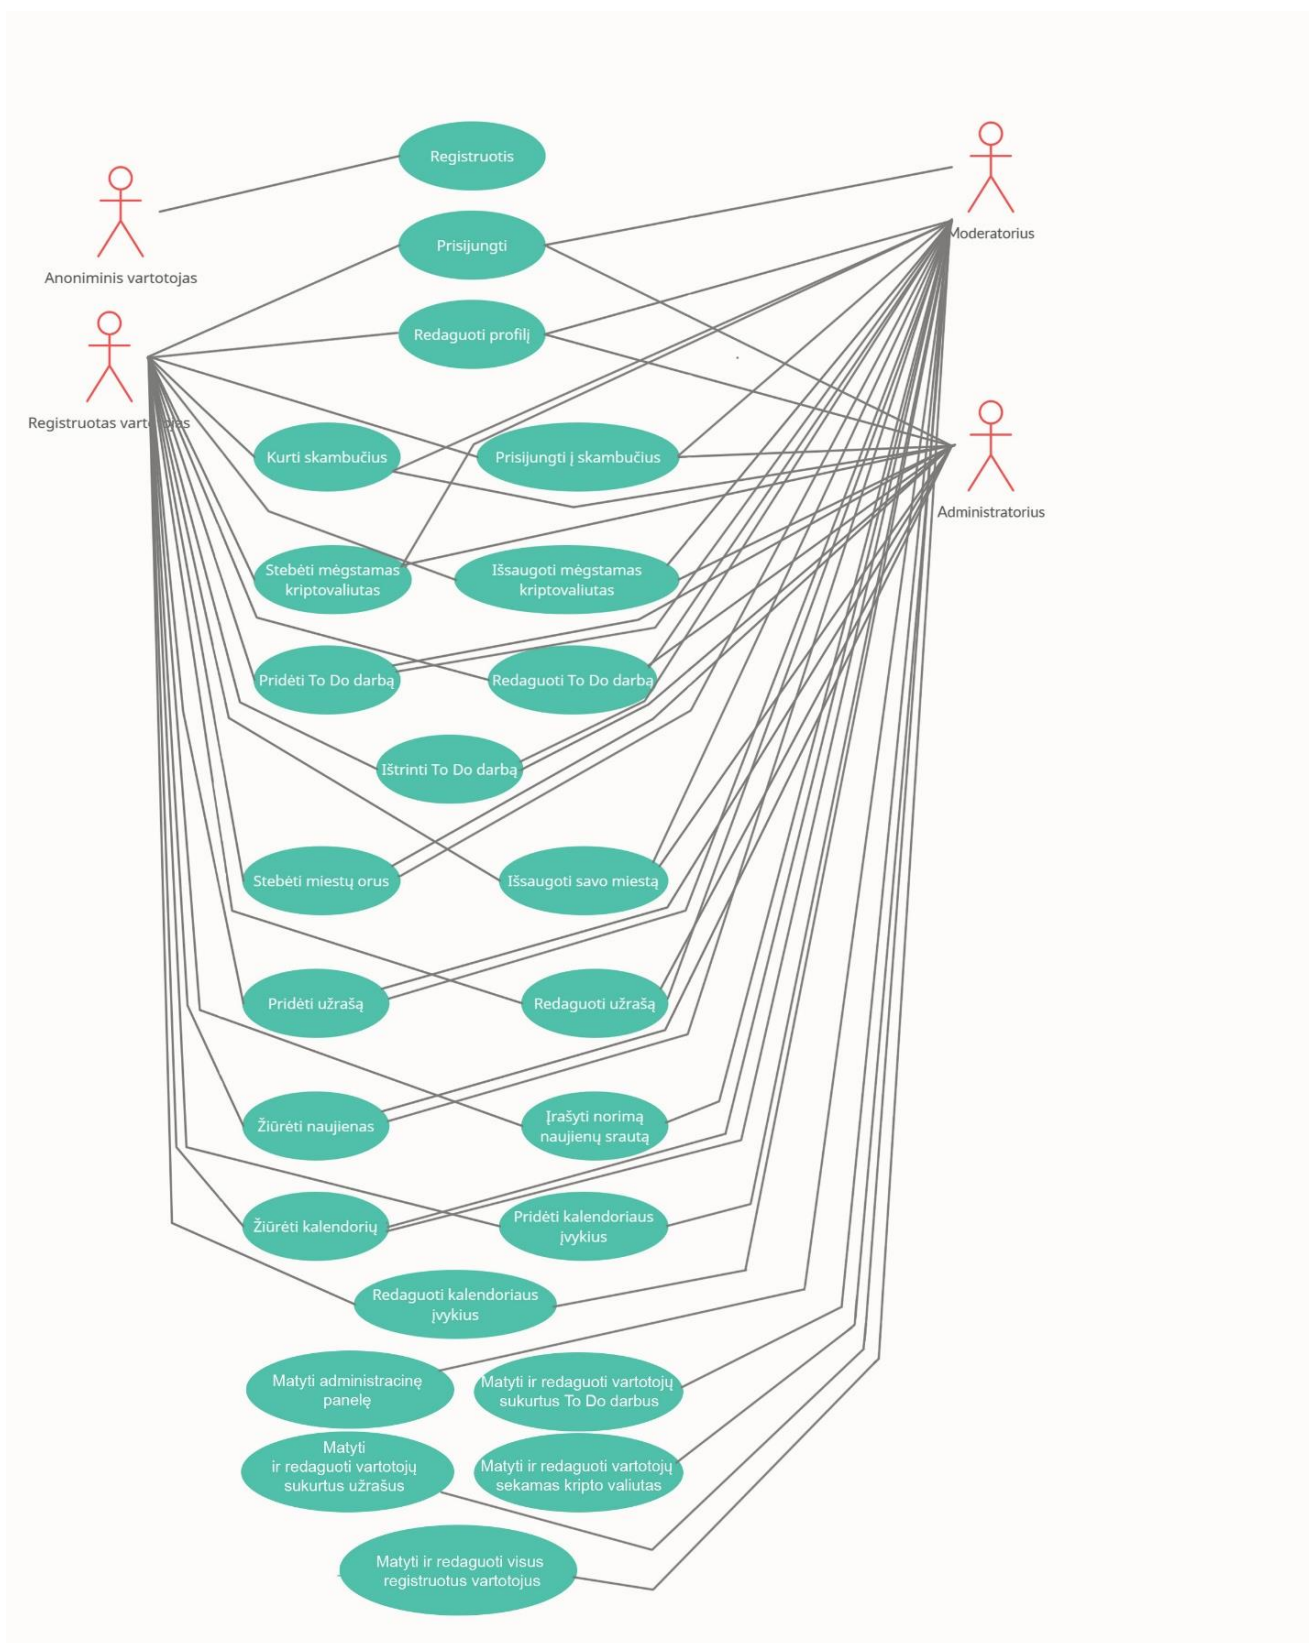 Registruotis
Moderatorius
Prisijungti
Anoniminis vartotojas
Redaguoti profilį
Registruotas vartotojas
Kurti skambučius
Prisijungti į skambučius
Administratorius
Stebėti mėgstamas
kriptovaliutas
Išsaugoti mėgstamas
kriptovaliutas
Pridėti To Do darbą
Redaguoti To Do darbą
Ištrinti To Do darbą
Stebėti miestų orus
Išsaugoti savo miestą
Pridėti užrašą
Redaguoti užrašą
Žiūrėti naujienas
Įrašyti norimą
naujienų srautą
Žiūrėti kalendorių
Pridėti kalendoriaus
įvykius
Redaguoti kalendoriaus
įvykius
Matyti administracinę
panelę
Matyti ir redaguoti vartotojų
sukurtus To Do darbus
Matyti
ir redaguoti vartotojų
sukurtus užrašus
Matyti ir redaguoti vartotojų
sekamas kripto valiutas
Matyti ir redaguoti visus
registruotus vartotojus